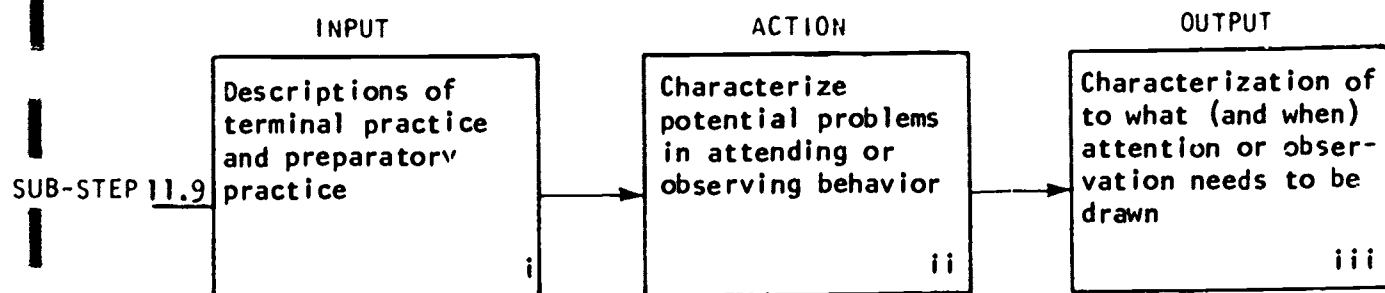 INPUT
Descriptions of
terminal practice
and preparatory
practice
i
SUB-STEP 11.9
ACTION
Characterize
potential problems
in attending or
observing behavior
ii
OUTPUT
Characterization of
to what (and when)
attention or obser-
vation needs to be
drawn
iii